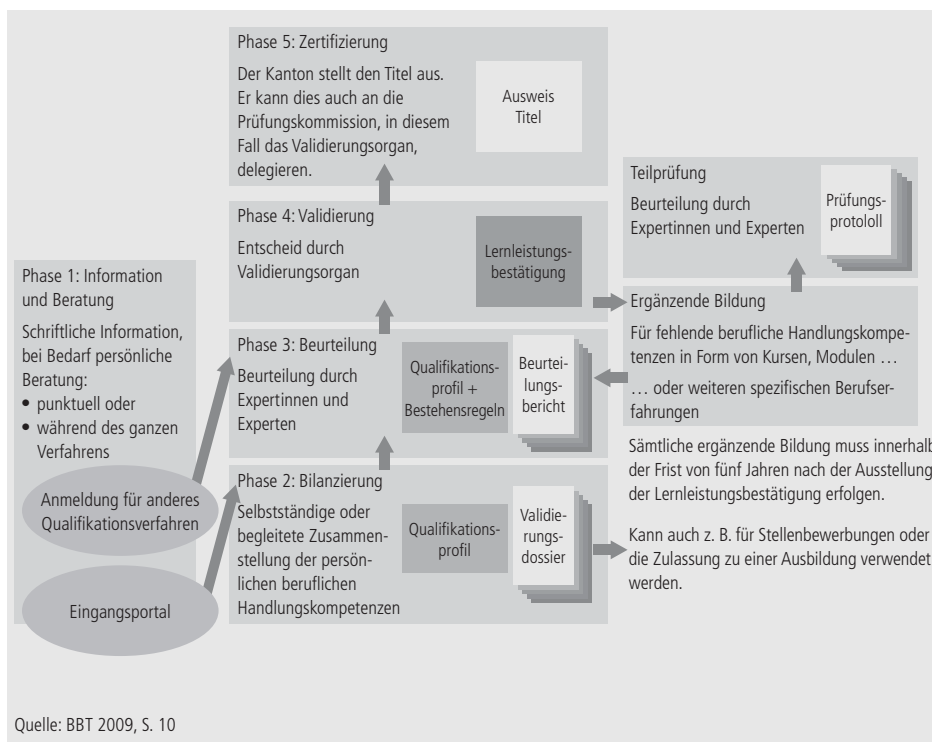 Phase 5: Zertifizierung
Der Kanton stellt den Titel aus.
Er kann dies auch an die
Prüfungskommission, in diesem
Fall das Validierungsorgan,
delegieren.
Ausweis
Titel
Phase 4: Validierung
Entscheid durch
Validierungsorgan
Lernleistungs-
bestätigung
Teilprüfung
Beurteilung durch
Expertinnen und Experten
Prüfungs-
protololl
Phase 1: Information
und Beratung
Schriftliche Information,
bei Bedarf persönliche
Beratung:
• punktuell oder
• während des ganzen
Verfahrens
Anmeldung für anderes
Qualifikationsverfahren
Eingangsportal
Phase 3: Beurteilung
Beurteilung durch
Expertinnen und
Experten
Qualifikations-
profil +
Bestehensregeln
Beurtei-
lungs-
bericht
Ergänzende Bildung
Für fehlende berufliche Handlungskompe-
tenzen in Form von Kursen, Modulen …
… oder weiteren spezifischen Berufser-
fahrungen
Sämtliche ergänzende Bildung muss innerhalb
der Frist von fünf Jahren nach der Ausstellung
der Lernleistungsbestätigung erfolgen.
Phase 2: Bilanzierung
Selbstständige oder
begleitete Zusammen-
stellung der persön-
lichen beruflichen
Handlungskompetenzen
Qualifikations-
profil
Validie-
rungs-
dossier
Kann auch z. B. für Stellenbewerbungen oder
die Zulassung zu einer Ausbildung verwendet
werden.
Quelle: BBT 2009, S. 10